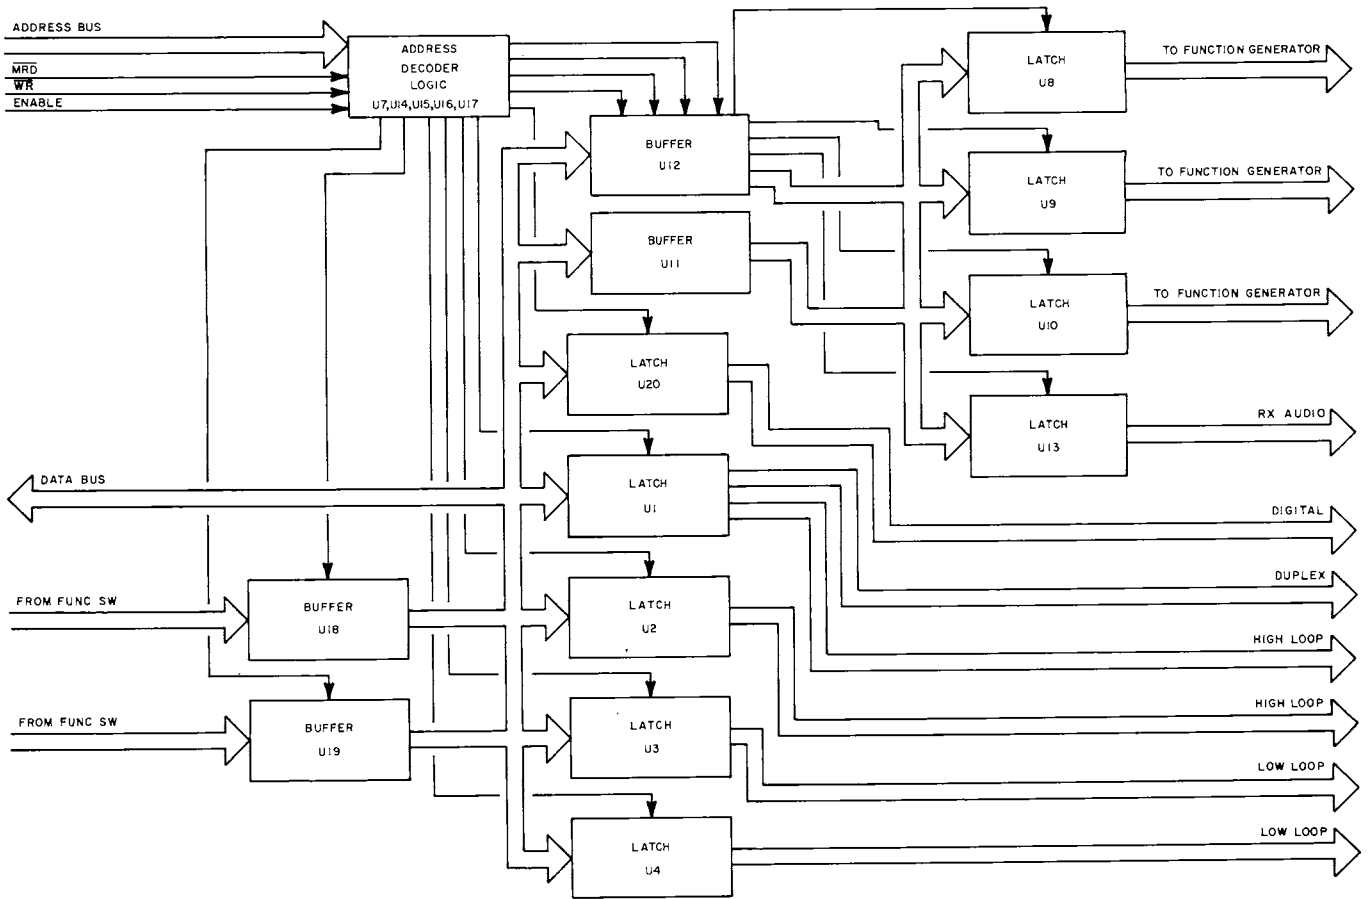 ADDRESS BUS
MRD
WR
ENABLE
ADDRESS
DECODER
LOGIC
U7,U14,U15,U16,U17
BUFFER
U12
BUFFER
U11
LATCH
U20
LATCH
U1
LATCH
U2
LATCH
U3
LATCH
U4
LATCH
U8
LATCH
U9
LATCH
U10
LATCH
U13
TO FUNCTION GENERATOR
TO FUNCTION GENERATOR
TO FUNCTION GENERATOR
RX AUDIO
DIGITAL
DUPLEX
HIGH LOOP
HIGH LOOP
LOW LOOP
LOW LOOP
DATA BUS
FROM FUNC SW
BUFFER
U18
FROM FUNC SW
BUFFER
U19